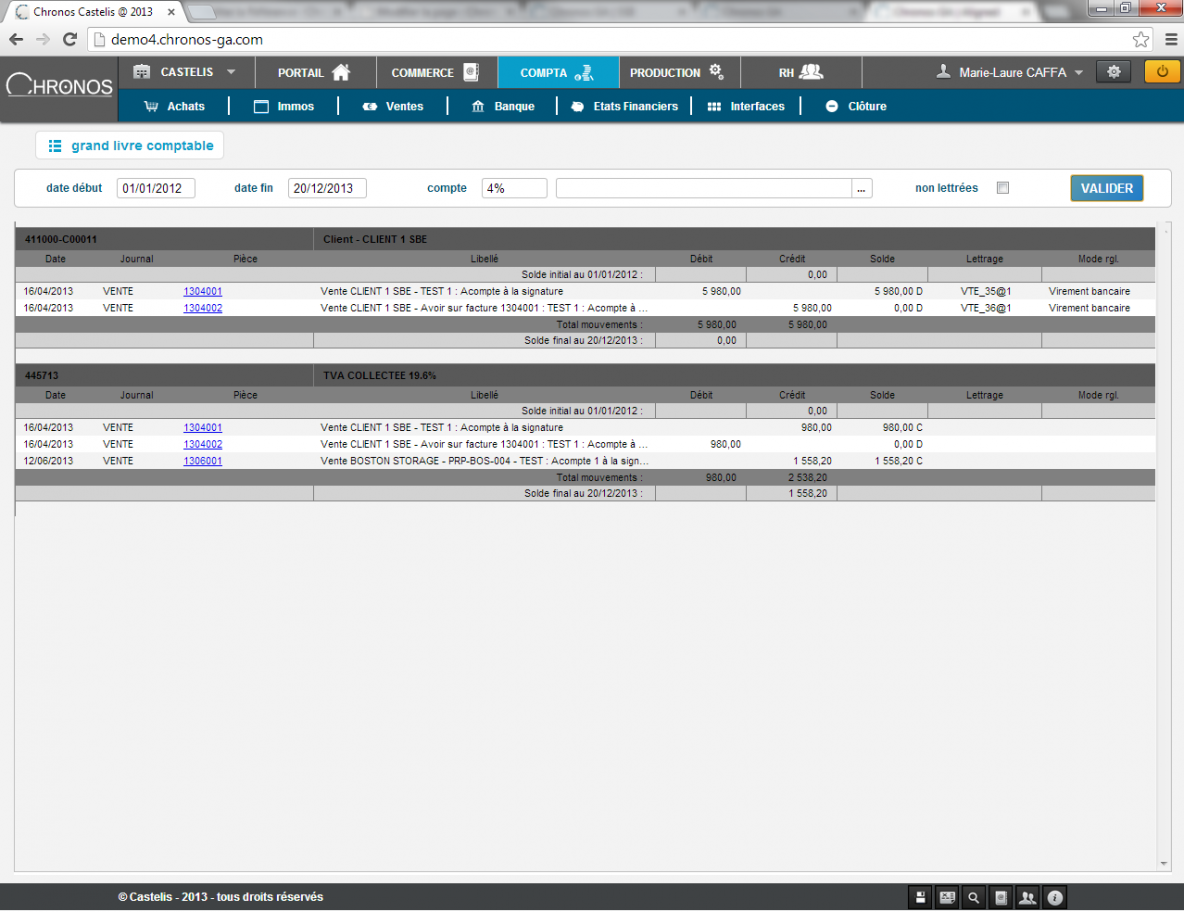 Chronos Castelis @ 2013
demo4.chronos-ga.com
CHRONOS
CASTELIS PORTAIL COMMERCE COMPTA PRODUCTION RH Marie-Laure CAFFA
Achats Immos Ventes Banque Etats Financiers Interfaces Clôture
grand livre comptable
date début 01/01/2012 date fin 20/12/2013 compte 4% ... non lettrées VALIDER
411000-C00011 Client - CLIENT 1 SBE
Date Journal Pièce Libellé Débit Crédit Solde Lettrage Mode rgl.
Solde initial au 01/01/2012 : 0,00
16/04/2013 VENTE 1304001 Vente CLIENT 1 SBE - TEST 1 : Acompte à la signature 5 980,00 5 980,00 D VTE_35@1 Virement bancaire
16/04/2013 VENTE 1304002 Vente CLIENT 1 SBE - Avoir sur facture 1304001 : TEST 1 : Acompte à ... 5 980,00 0,00 D VTE_36@1 Virement bancaire
Total mouvements : 5 980,00 5 980,00
Solde final au 20/12/2013 : 0,00
445713 TVA COLLECTEE 19.6%
Date Journal Pièce Libellé Débit Crédit Solde Lettrage Mode rgl.
Solde initial au 01/01/2012 : 0,00
16/04/2013 VENTE 1304001 Vente CLIENT 1 SBE - TEST 1 : Acompte à la signature 980,00 980,00 C
16/04/2013 VENTE 1304002 Vente CLIENT 1 SBE - Avoir sur facture 1304001 : TEST 1 : Acompte à ... 980,00 0,00 D
12/06/2013 VENTE 1306001 Vente BOSTON STORAGE - PRP-BOS-004 - TEST : Acompte 1 à la sign... 1 558,20 1 558,20 C
Total mouvements : 980,00 2 538,20
Solde final au 20/12/2013 : 1 558,20
© Castelis - 2013 - tous droits réservés